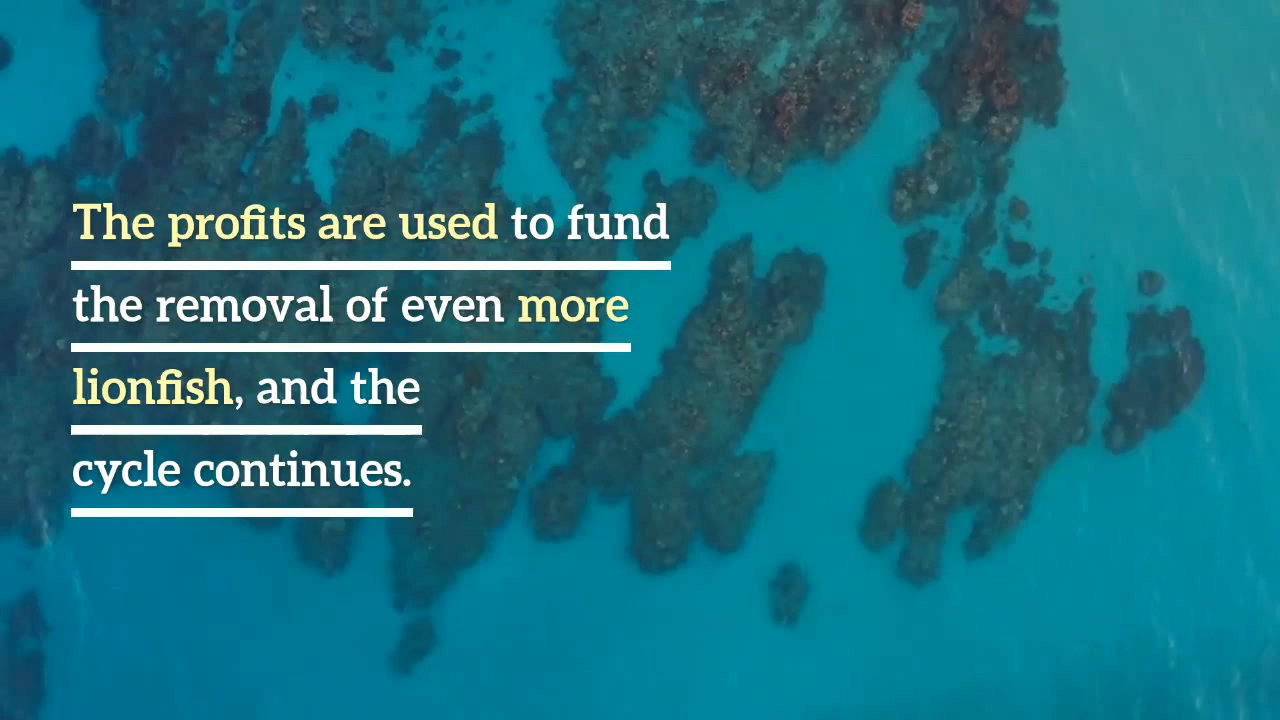 The profits are used to fund
the removal of even more
lionfish, and the
cycle continues.